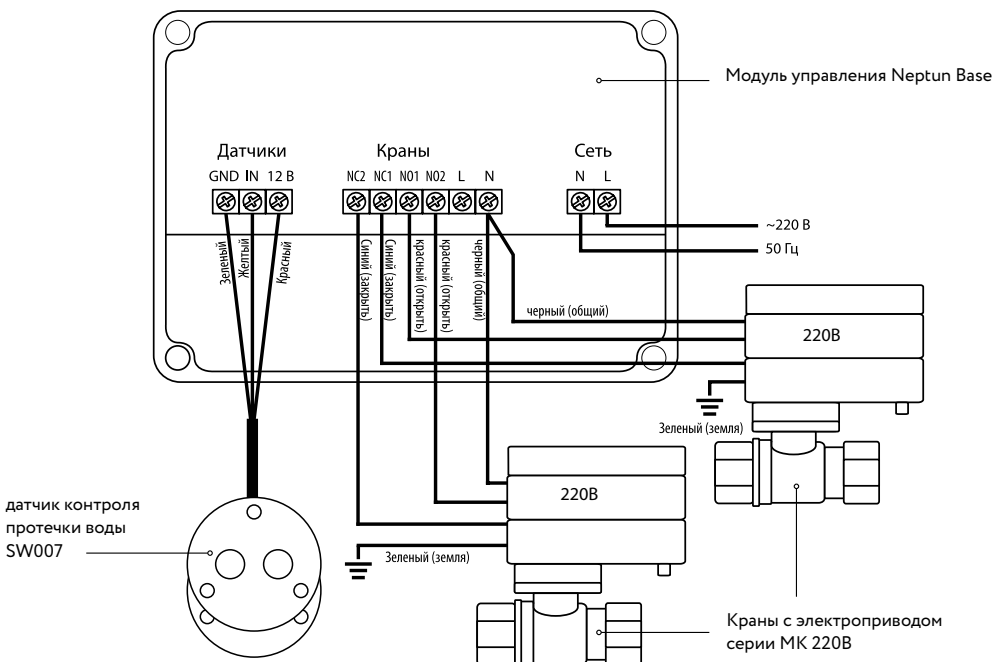 Модуль управления Neptun Base
Датчики
Краны
Сеть
GND IN 12 В
NC2 NC1 NO1 NO2 L N
N L
~220 В
50 Гц
Зеленый
Желтый
Красный
Синий (закрыть)
Синий (закрыть)
красный (открыть)
красный (открыть)
черный (общий)
черный (общий)
220В
Зеленый (земля)
220В
Зеленый (земля)
датчик контроля
протечки воды
SW007
Краны с электроприводом
серии МК 220В